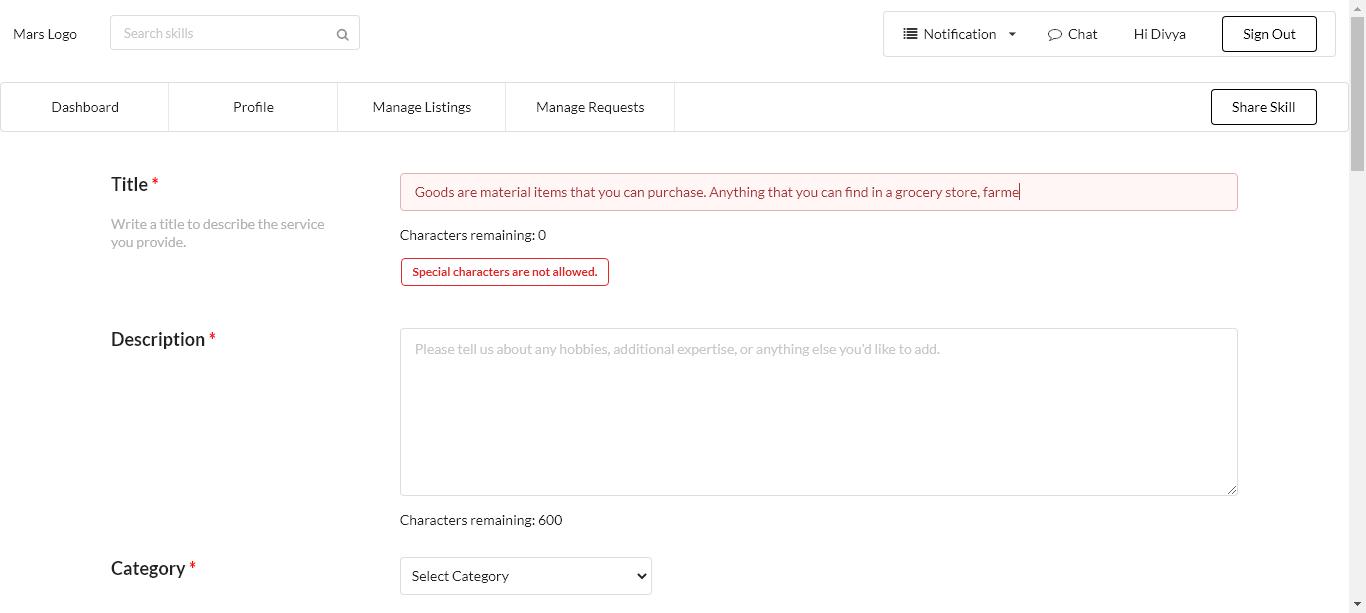 Mars Logo
Search skills
Notification
Chat
Hi Divya
Sign Out
Dashboard
Profile
Manage Listings
Manage Requests
Share Skill
Title *
Goods are material items that you can purchase. Anything that you can find in a grocery store, farme
Write a title to describe the service
you provide.
Characters remaining: 0
Special characters are not allowed.
Description *
Please tell us about any hobbies, additional expertise, or anything else you'd like to add.
Characters remaining: 600
Category *
Select Category